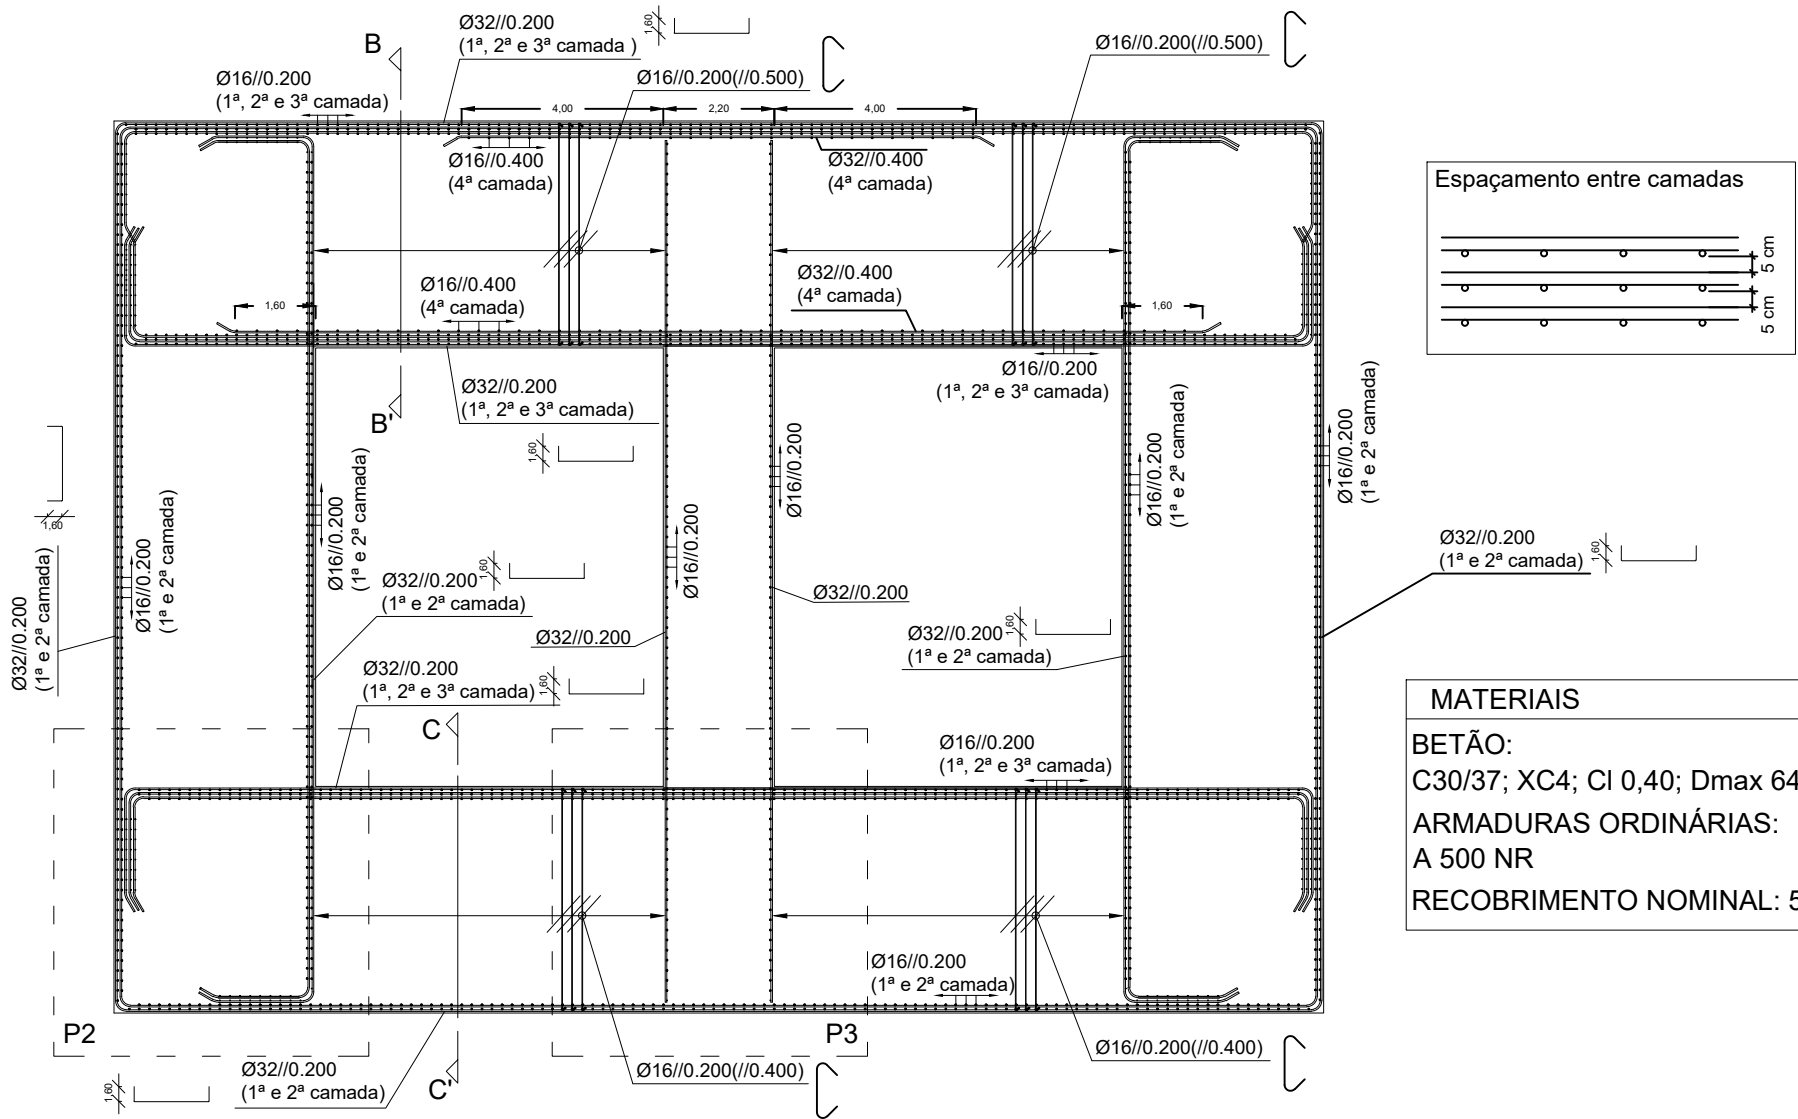 Ø32//0.200
(1ª, 2ª e 3ª camada )
1,60
B
Ø16//0.200
(1ª, 2ª e 3ª camada)
Ø16//0.200(//0.500)
Ø16//0.200(//0.500)
4,00
2,20
4,00
Ø16//0.400
(4ª camada)
Ø32//0.400
(4ª camada)
Espaçamento entre camadas
5 cm
5 cm
Ø16//0.400
(4ª camada)
Ø32//0.400
(4ª camada)
1,60
1,60
Ø32//0.200
(1ª, 2ª e 3ª camada)
1,60
B'
Ø16//0.200
(1ª, 2ª e 3ª camada)
Ø16//0.200
(1ª e 2ª camada)
Ø16//0.200
(1ª e 2ª camada)
Ø16//0.200
Ø16//0.200
Ø16//0.200
(1ª e 2ª camada)
Ø16//0.200
(1ª e 2ª camada)
1,60
Ø32//0.200
(1ª e 2ª camada)
Ø32//0.200
(1ª e 2ª camada)
1,60
Ø32//0.200
(1ª e 2ª camada)
1,60
Ø32//0.200
Ø32//0.200
Ø32//0.200
(1ª e 2ª camada)
1,60
Ø32//0.200
(1ª, 2ª e 3ª camada)
1,60
C
Ø16//0.200
(1ª, 2ª e 3ª camada)
MATERIAIS
BETÃO:
C30/37; XC4; Cl 0,40; Dmax 64
ARMADURAS ORDINÁRIAS:
A 500 NR
RECOBRIMENTO NOMINAL: 5
Ø16//0.200
(1ª e 2ª camada)
P2
P3
Ø32//0.200
(1ª e 2ª camada)
1,60
C'
Ø16//0.200(//0.400)
Ø16//0.200(//0.400)